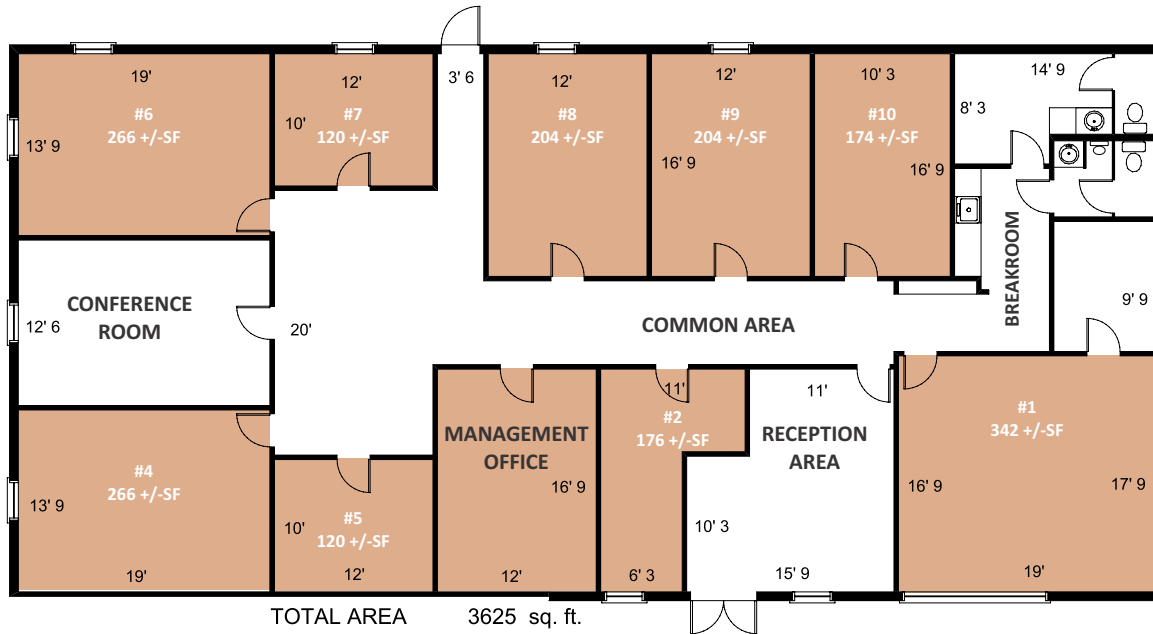 19'
#6
266 +/-SF
13' 9
12'
#7
120 +/-SF
10'
3' 6
12'
#8
204 +/-SF
12'
#9
204 +/-SF
16' 9
10' 3
#10
174 +/-SF
16' 9
14' 9
8' 3
BREAKROOM
9' 9
CONFERENCE
ROOM
12' 6
20'
COMMON AREA
#4
266 +/-SF
13' 9
19'
#5
120 +/-SF
10'
12'
MANAGEMENT
OFFICE
16' 9
12'
11'
#2
176 +/-SF
6' 3
11'
RECEPTION
AREA
10' 3
15' 9
#1
342 +/-SF
16' 9
17' 9
19'
TOTAL AREA 3625 sq. ft.